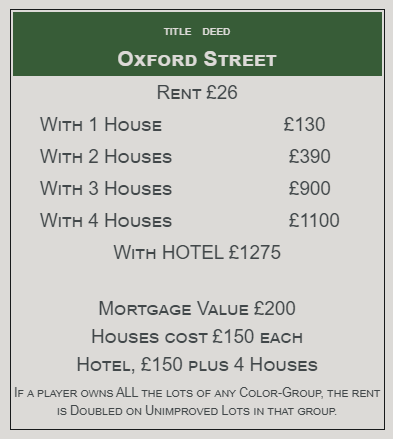 TITLE DEED
OXFORD STREET
RENT £26
WITH 1 HOUSE £130
WITH 2 HOUSES £390
WITH 3 HOUSES £900
WITH 4 HOUSES £1100
WITH HOTEL £1275
MORTGAGE VALUE £200
HOUSES COST £150 EACH
HOTEL, £150 PLUS 4 HOUSES
IF A PLAYER OWNS ALL THE LOTS OF ANY COLOR-GROUP, THE RENT
IS DOUBLED ON UNIMPROVED LOTS IN THAT GROUP.